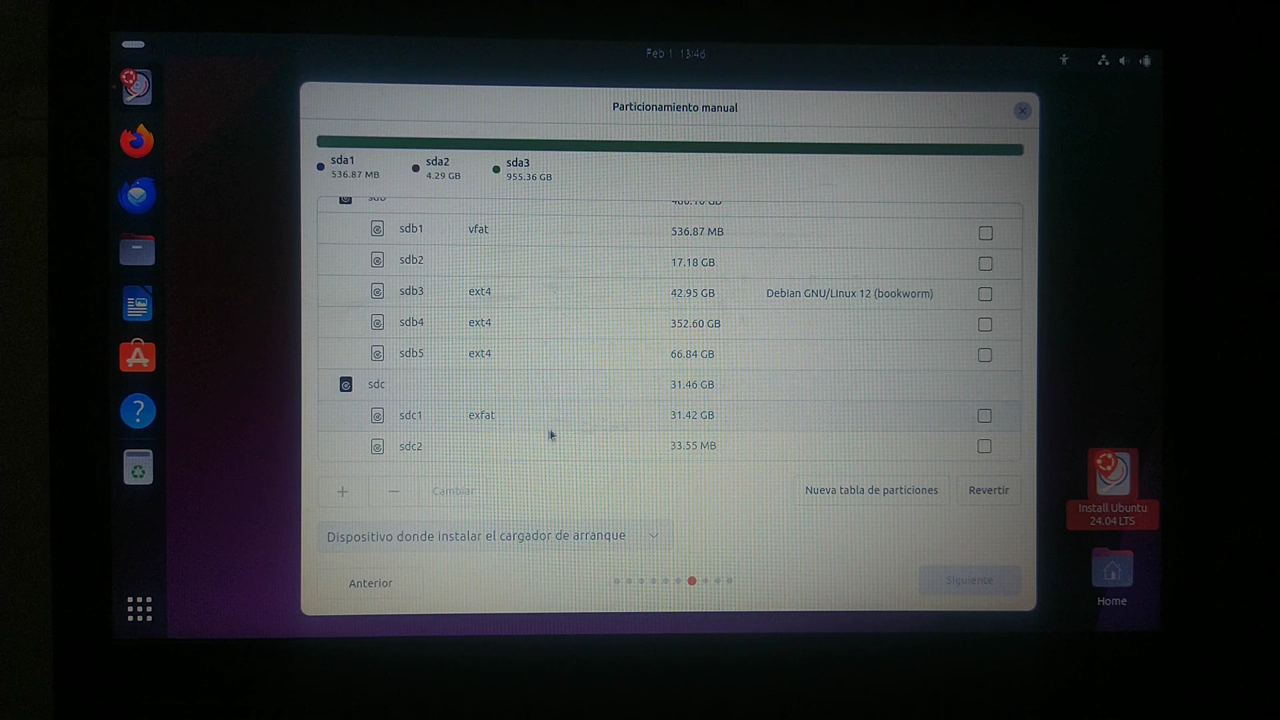 Feb 1 13:46
Particionamiento manual
sda1
536.87 MB
sda2
4.29 GB
sda3
955.36 GB
sdb
sdb1 vfat 536.87 MB
sdb2 17.18 GB
sdb3 ext4 42.95 GB Debian GNU/Linux 12 (bookworm)
sdb4 ext4 352.60 GB
sdb5 ext4 66.84 GB
sdc 31.46 GB
sdc1 exfat 31.42 GB
sdc2 33.55 MB
+ − Cambiar Nueva tabla de particiones Revertir
Dispositivo donde instalar el cargador de arranque
Anterior Siguiente
Install Ubuntu
24.04 LTS
Home